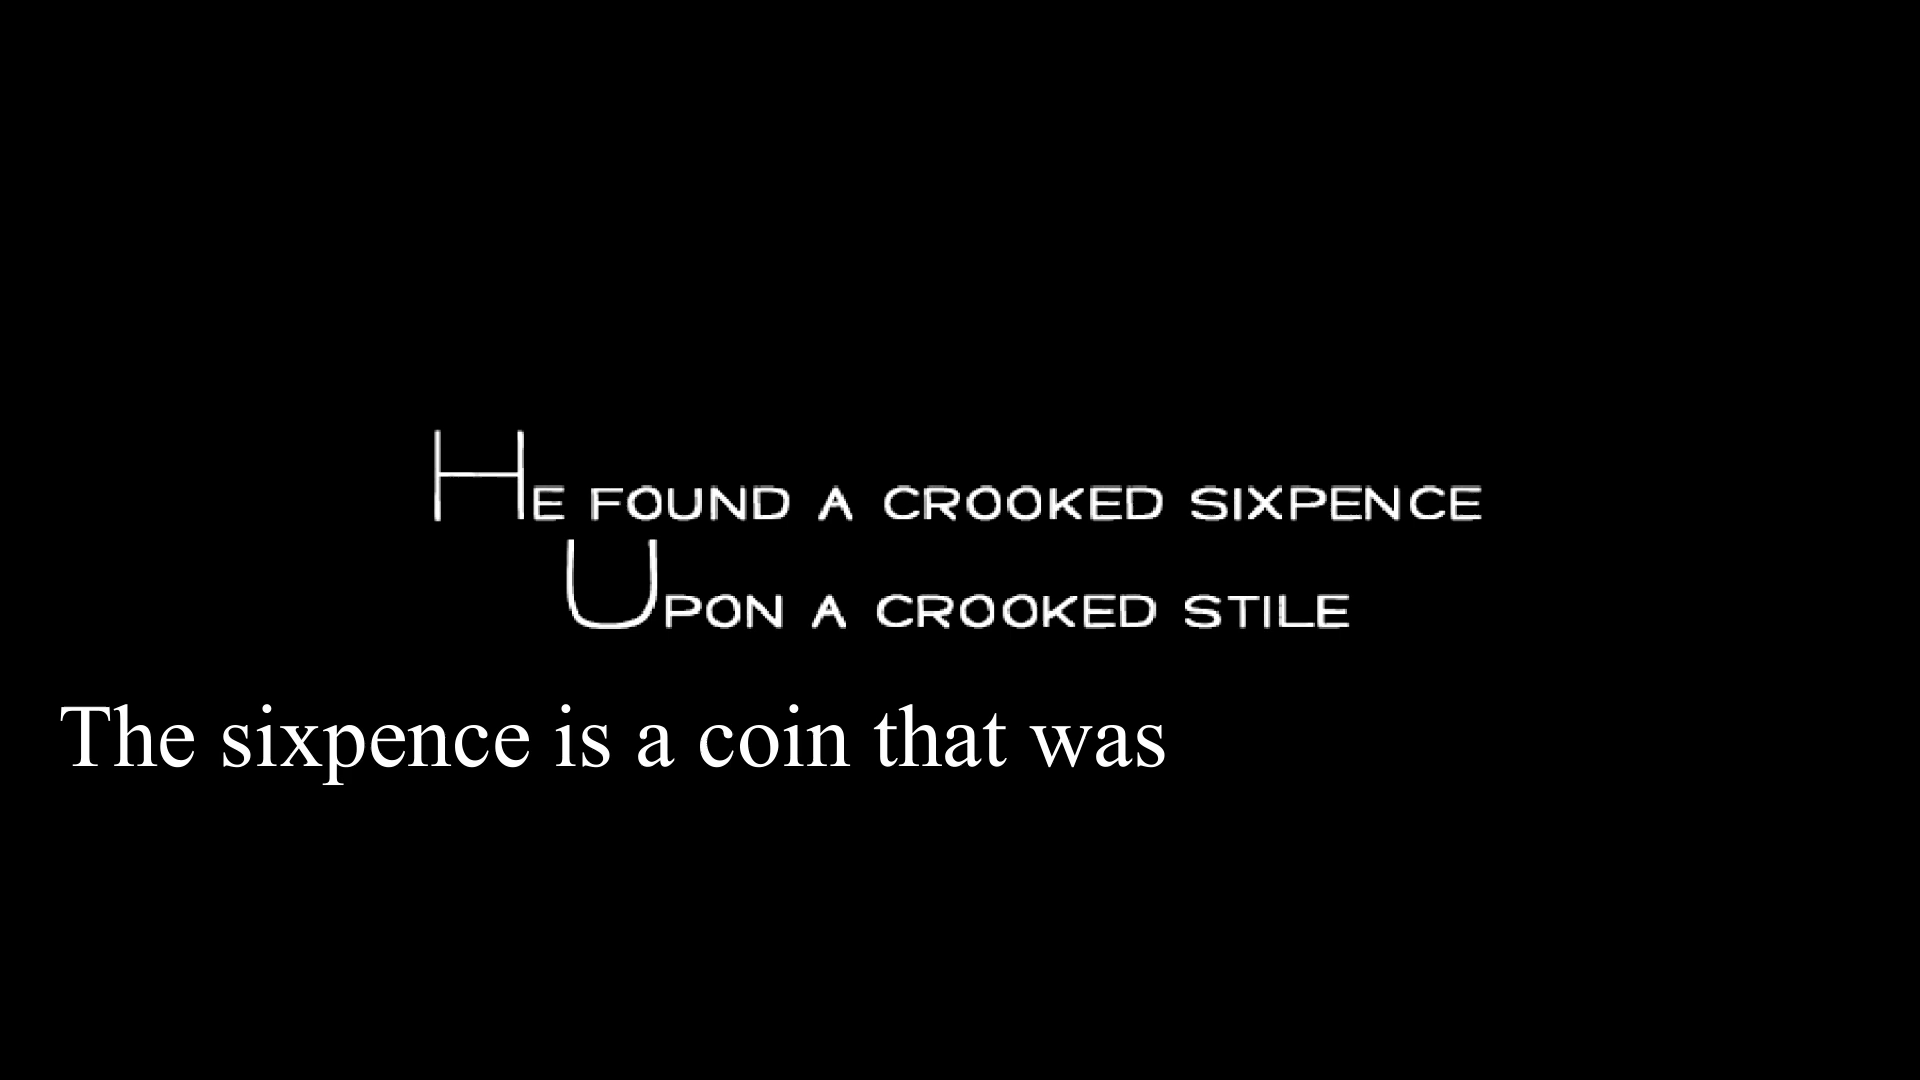 He found a crooked sixpence
Upon a crooked stile
The sixpence is a coin that was